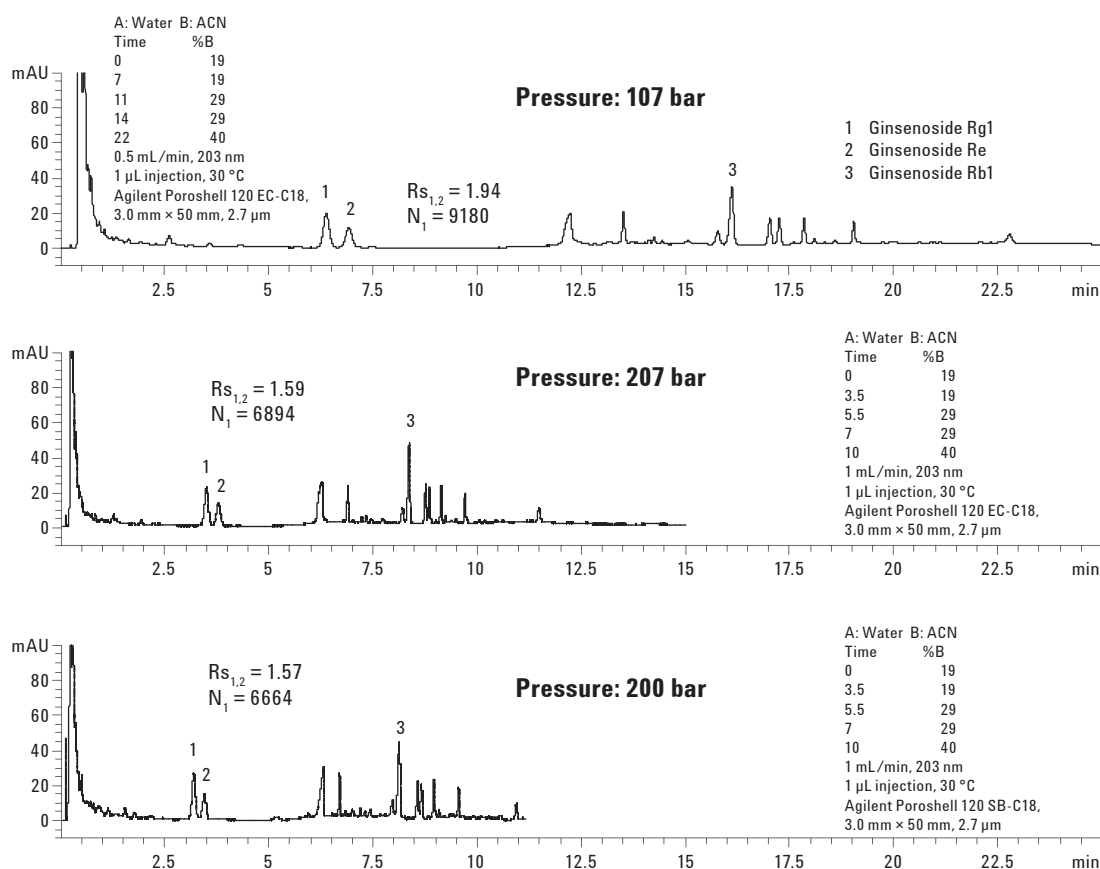 A: Water B: ACN
Time %B
0 19
7 19
11 29
14 29
22 40
0.5 mL/min, 203 nm
1 µL injection, 30 °C
Agilent Poroshell 120 EC-C18,
3.0 mm × 50 mm, 2.7 µm
mAU
80
60
40
20
0
Pressure: 107 bar
Rs1,2 = 1.94
N1 = 9180
1 Ginsenoside Rg1
2 Ginsenoside Re
3 Ginsenoside Rb1
1
2
3
2.5 5 7.5 10 12.5 15 17.5 20 22.5 min
mAU
80
60
40
20
0
Rs1,2 = 1.59
N1 = 6894
Pressure: 207 bar
1
2
3
A: Water B: ACN
Time %B
0 19
3.5 19
5.5 29
7 29
10 40
1 mL/min, 203 nm
1 µL injection, 30 °C
Agilent Poroshell 120 EC-C18,
3.0 mm × 50 mm, 2.7 µm
2.5 5 7.5 10 12.5 15 17.5 20 22.5 min
mAU
80
60
40
20
0
Rs1,2 = 1.57
N1 = 6664
Pressure: 200 bar
1
2
3
A: Water B: ACN
Time %B
0 19
3.5 19
5.5 29
7 29
10 40
1 mL/min, 203 nm
1 µL injection, 30 °C
Agilent Poroshell 120 SB-C18,
3.0 mm × 50 mm, 2.7 µm
2.5 5 7.5 10 12.5 15 17.5 20 22.5 min